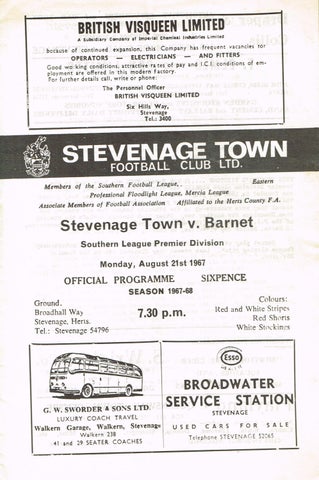 BRITISH VISQUEEN LIMITED
A Subsidiary Company of Imperial Chemical Industries Limited
because of continued expansion, this Company has frequent vacancies for
OPERATORS — ELECTRICIANS — AND FITTERS
Good working conditions, attractive rates of pay and I.C.I. conditions of em-
ployment are offered in this modern Factory.
For further details call, write or phone:
The Personnel Officer
BRITISH VISQUEEN LIMITED
Six Hills Way,
Stevenage
Tel.: 3400
STEVENAGE TOWN
FOOTBALL CLUB LTD.
Members of the Southern Football League, . Eastern
Professional Floodlight League, Mercia League
Associate Members of Football Association Affiliated to the Herts County F.A.
Stevenage Town v. Barnet
Southern League Premier Division
Monday, August 21st 1967
OFFICIAL PROGRAMME SIXPENCE
SEASON 1967-68
Ground.
Broadhall Way
Stevenage, Herts.
Tel.: Stevenage 54796
7.30 p.m.
Colours:
Red and White Stripes
Red Shorts
White Stockings
G. W. SWORDER & SONS LTD.
LUXURY COACH TRAVEL
Walkern Garage, Walkern, Stevenage
Walkern 238
41 and 29 SEATER COACHES
Esso
BROADWATER
SERVICE STATION
STEVENAGE
USED CARS FOR SALE
Telephone STEVENAGE 52065